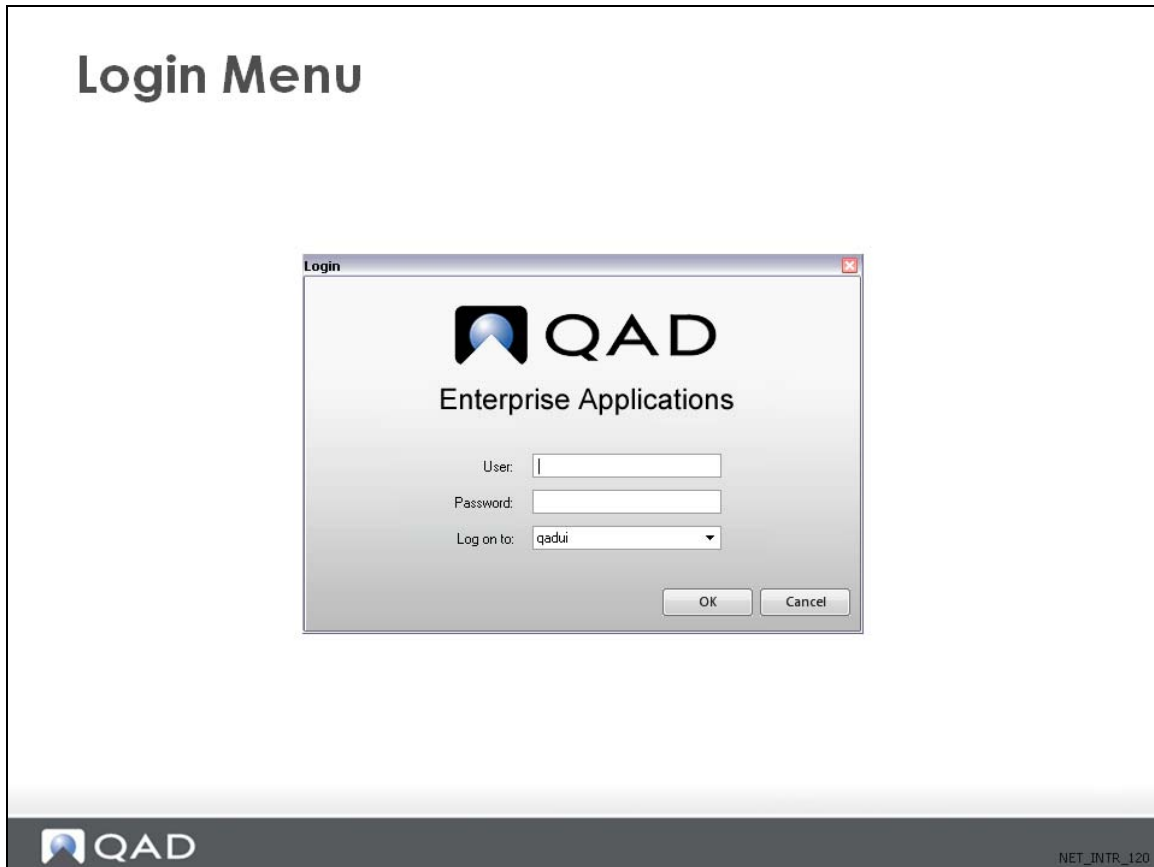 Login Menu
Login
QAD
Enterprise Applications
User:
Password:
Log on to: qadui
OK Cancel
QAD
NET_INTR_120